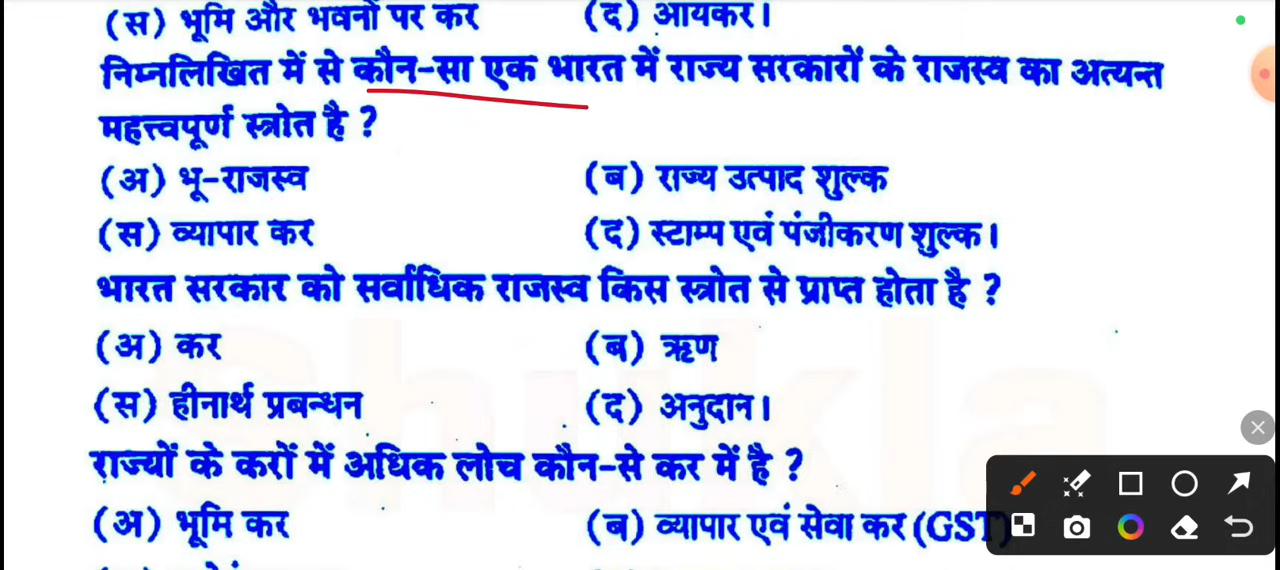 (स) भूमि और भवनों पर कर (द) आयकर।
निम्नलिखित में से कौन-सा एक भारत में राज्य सरकारों के राजस्व का अत्यन्त
महत्त्वपूर्ण स्त्रोत है ?
(अ) भू-राजस्व (ब) राज्य उत्पाद शुल्क
(स) व्यापार कर (द) स्टाम्प एवं पंजीकरण शुल्क।
भारत सरकार को सर्वाधिक राजस्व किस स्त्रोत से प्राप्त होता है ?
(अ) कर (ब) ऋण
(स) हीनार्थ प्रबन्धन (द) अनुदान।
राज्यों के करों में अधिक लोच कौन-से कर में है ?
(अ) भूमि कर (ब) व्यापार एवं सेवा कर (GST)
Shukla